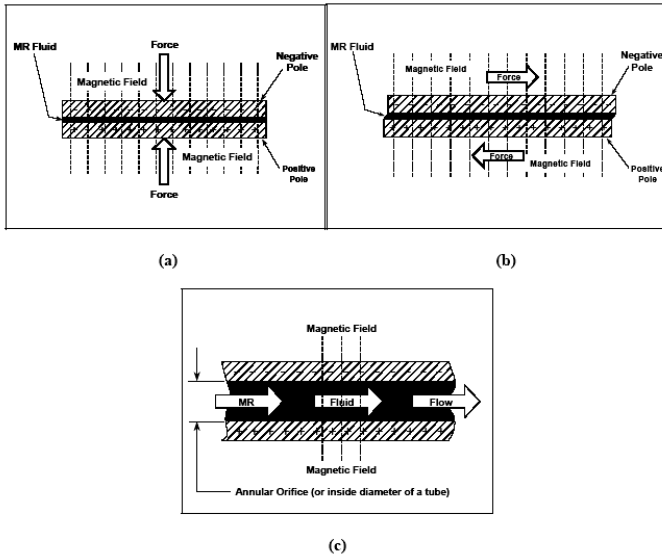 MR Fluid
Force
Negative
Pole
Magnetic Field
Magnetic Field
Positive
Pole
Force
(a)
MR Fluid
Magnetic Field
Force
Negative
Pole
Force
Magnetic
Field
Positive
Pole
(b)
Magnetic Field
MR Fluid Flow
Magnetic Field
Annular Orifice (or inside diameter of a tube)
(c)